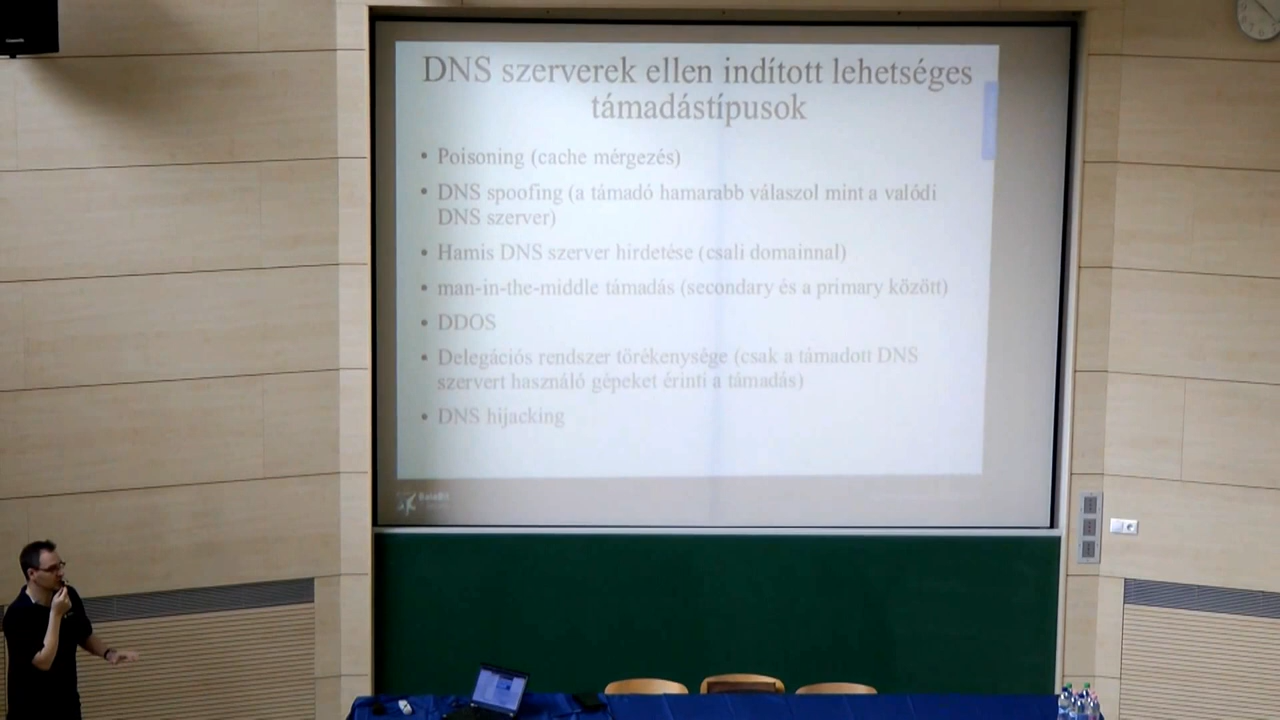 DNS szerverek ellen indított lehetséges
támadástípusok
• Poisoning (cache mérgezés)
• DNS spoofing (a támadó hamarabb válaszol mint a valódi
DNS szerver)
• Hamis DNS szerver hirdetése (csali domainnal)
• man-in-the-middle támadás (secondary és a primary között)
• DDOS
• Delegációs rendszer törékenysége (csak a támadott DNS
szervert használó gépeket érinti a támadás)
• DNS hijacking
BalaBit